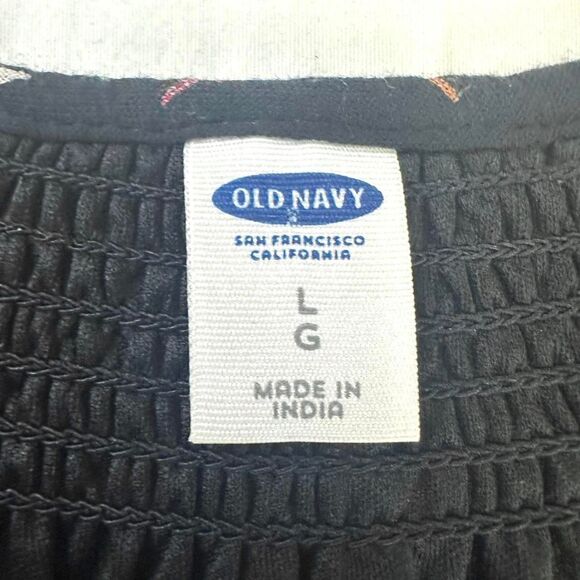 OLD NAVY
SAN FRANCISCO
CALIFORNIA
L
G
MADE IN
INDIA